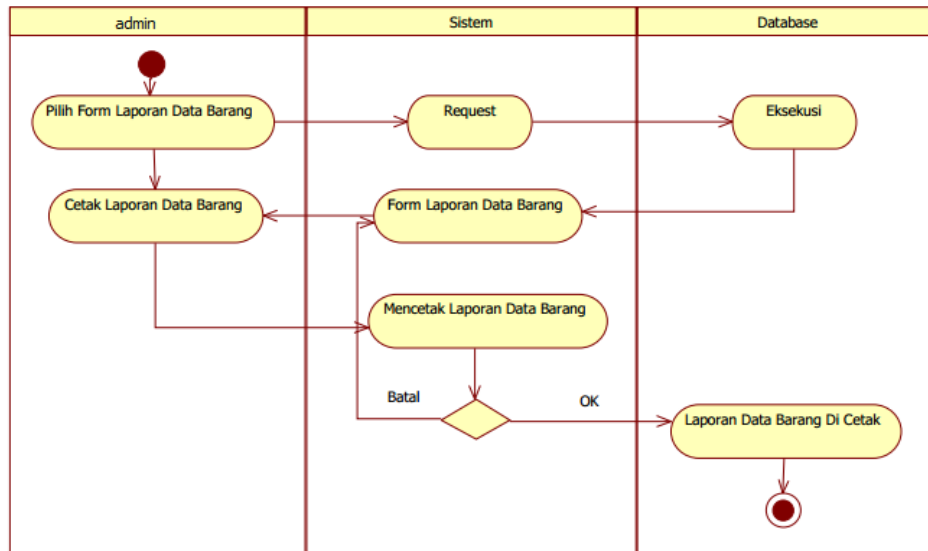 admin
Sistem
Database
Pilih Form Laporan Data Barang
Request
Eksekusi
Cetak Laporan Data Barang
Form Laporan Data Barang
Mencetak Laporan Data Barang
Batal
OK
Laporan Data Barang Di Cetak